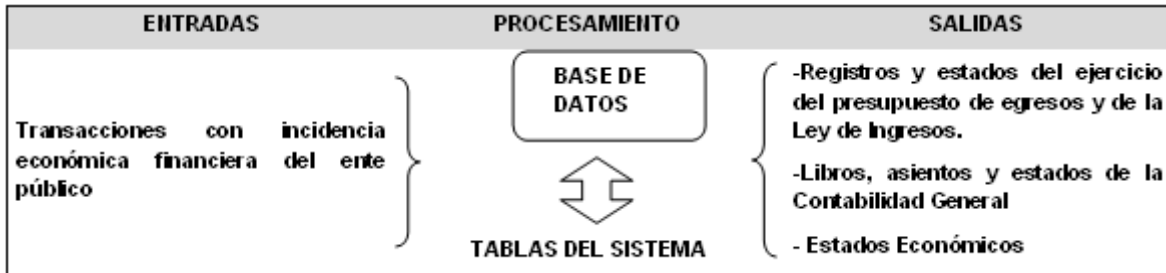 ENTRADAS
PROCESAMIENTO
SALIDAS
Transacciones con incidencia
económica financiera del ente
público
BASE DE
DATOS
TABLAS DEL SISTEMA
-Registros y estados del ejercicio
del presupuesto de egresos y de la
Ley de Ingresos.
-Libros, asientos y estados de la
Contabilidad General
- Estados Económicos